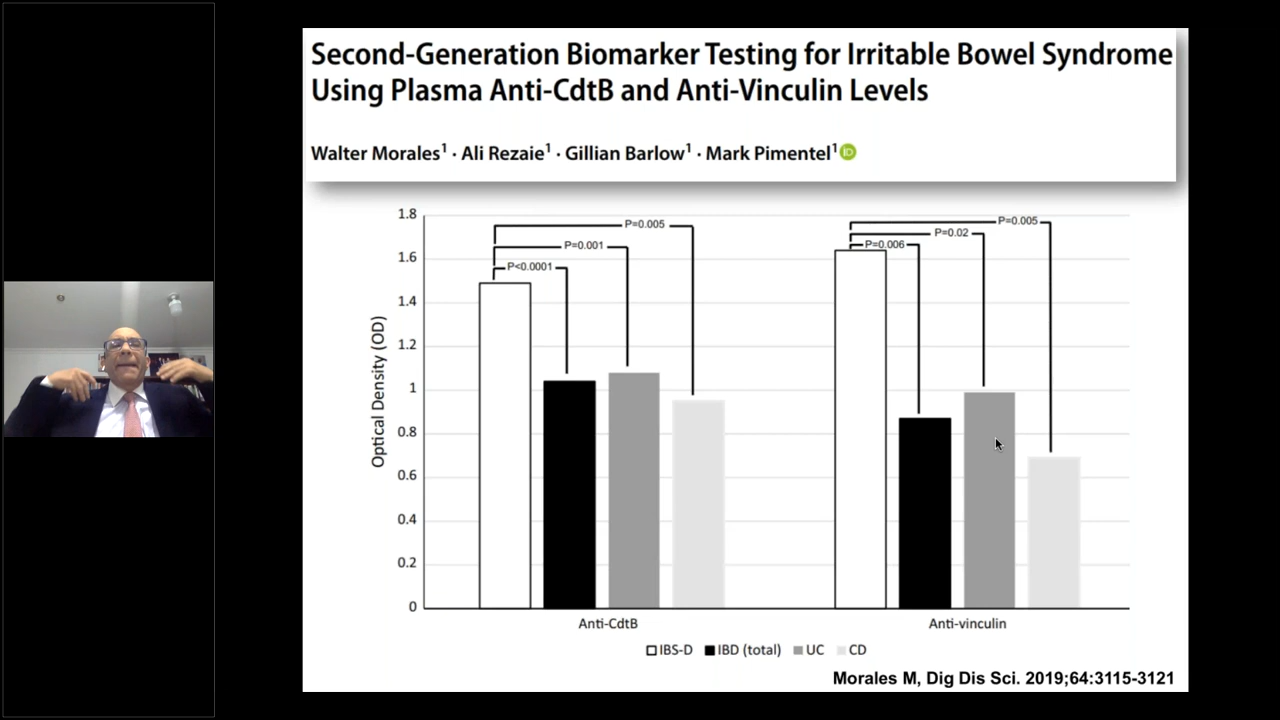 Second-Generation Biomarker Testing for Irritable Bowel Syndrome
Using Plasma Anti-CdtB and Anti-Vinculin Levels
Walter Morales¹ · Ali Rezaie¹ · Gillian Barlow¹ · Mark Pimentel¹ iD
1.8
1.6
1.4
1.2
1
0.8
0.6
0.4
0.2
0
Optical Density (OD)
P=0.005
P=0.001
P<0.0001
P=0.005
P=0.02
P=0.006
Anti-CdtB
Anti-vinculin
IBS-D IBD (total) UC CD
Morales M, Dig Dis Sci. 2019;64:3115-3121